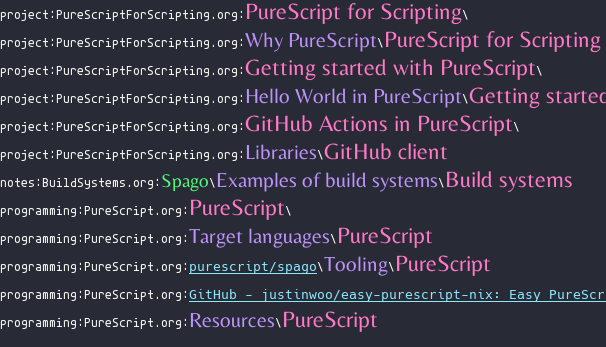 project:PureScriptForScripting.org:PureScript for Scripting\
project:PureScriptForScripting.org:Why PureScript\PureScript for Scripting
project:PureScriptForScripting.org:Getting started with PureScript\
project:PureScriptForScripting.org:Hello World in PureScript\Getting started
project:PureScriptForScripting.org:GitHub Actions in PureScript\
project:PureScriptForScripting.org:Libraries\GitHub client
notes:BuildSystems.org:Spago\Examples of build systems\Build systems
programming:PureScript.org:PureScript\
programming:PureScript.org:Target languages\PureScript
programming:PureScript.org:purescript/spago\Tooling\PureScript
programming:PureScript.org:GitHub - justinwoo/easy-purescript-nix: Easy PureScr
programming:PureScript.org:Resources\PureScript